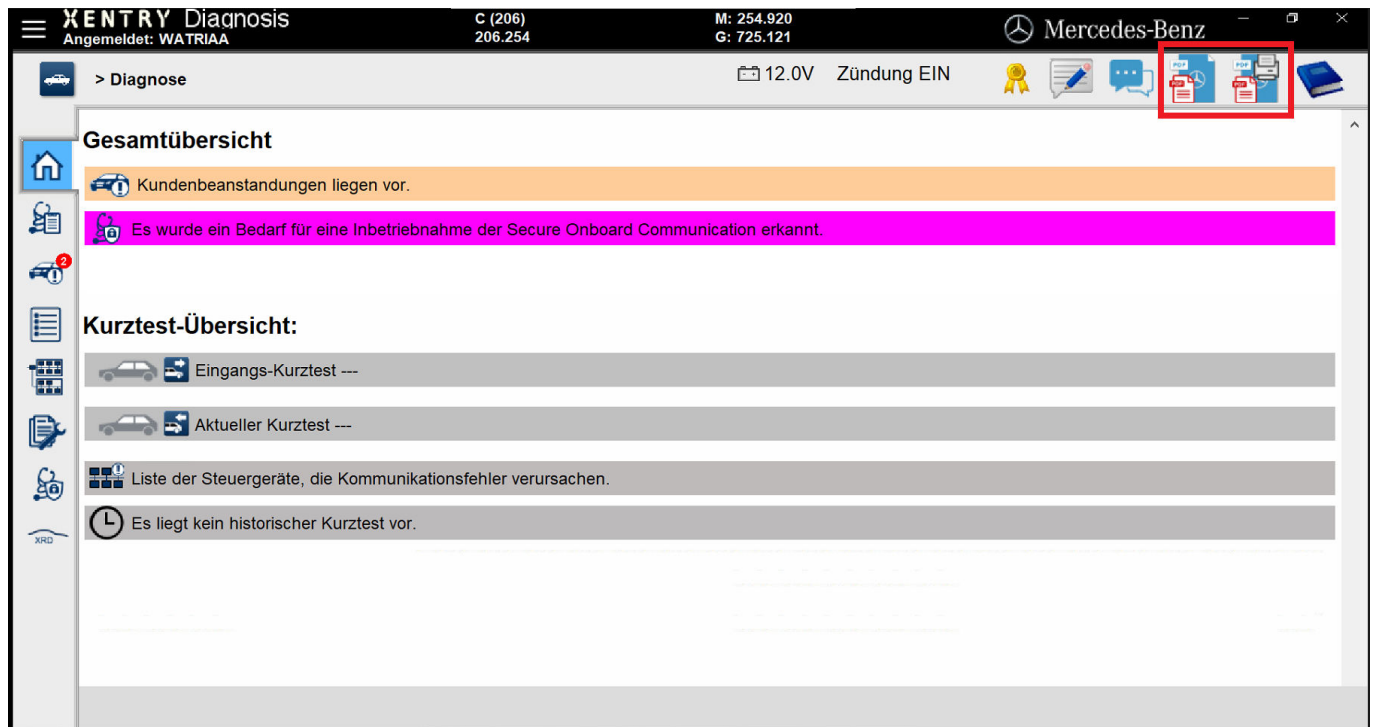 XENTRY Diagnosis
Angemeldet: WATRIAA
C (206)
206.254
M: 254.920
G: 725.121
Mercedes-Benz
> Diagnose
12.0V Zündung EIN
PDF
PDF
PDF
PDF
Gesamtübersicht
Kundenbeanstandungen liegen vor.
Es wurde ein Bedarf für eine Inbetriebnahme der Secure Onboard Communication erkannt.
2
Kurztest-Übersicht:
Eingangs-Kurztest ---
Aktueller Kurztest ---
Liste der Steuergeräte, die Kommunikationsfehler verursachen.
Es liegt kein historischer Kurztest vor.
XRD